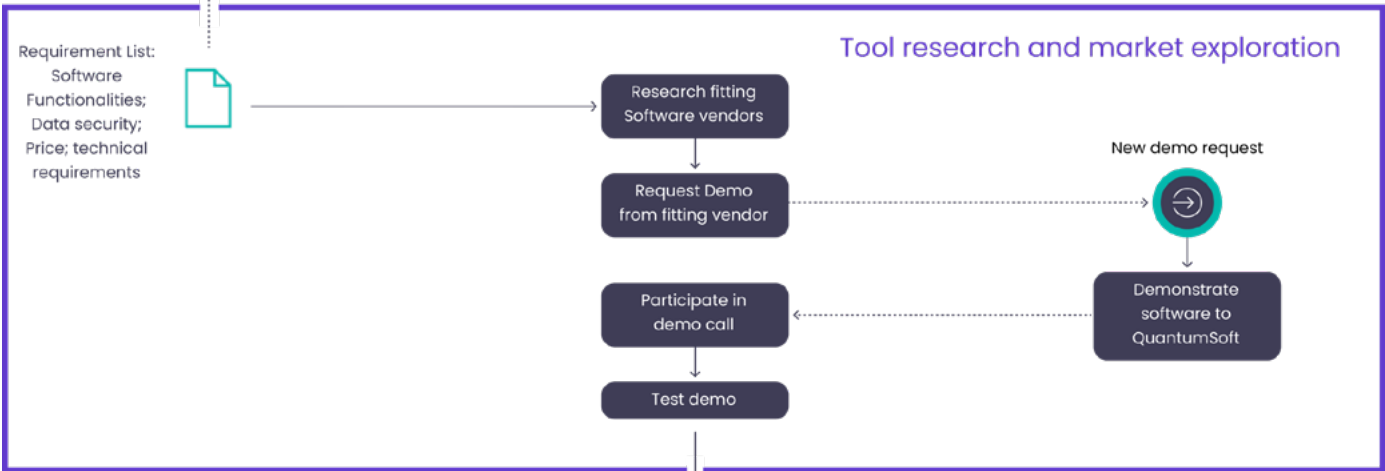 Tool research and market exploration
Requirement List:
Software
Functionalities;
Data security;
Price; technical
requirements
Research fitting
Software vendors
New demo request
Request Demo
from fitting vendor
Participate in
demo call
Demonstrate
software to
QuantumSoft
Test demo